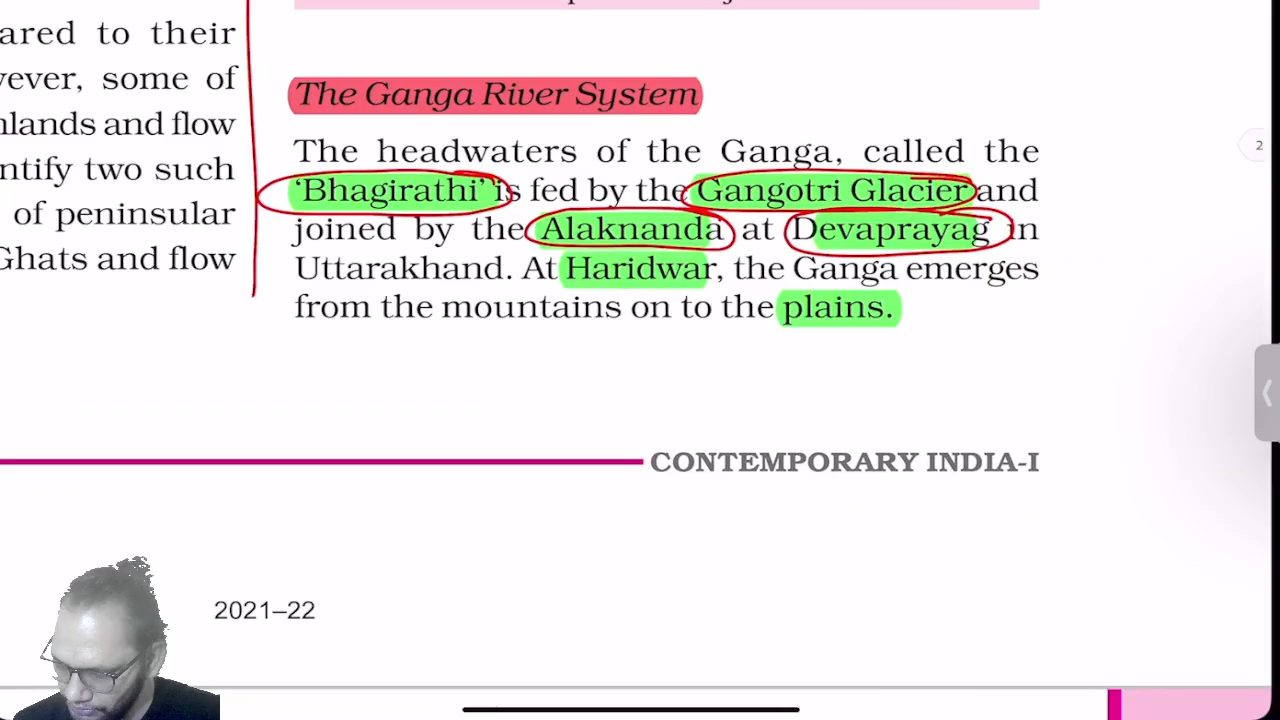 ared to their
vever, some of
nlands and flow
ntify two such
of peninsular
Ghats and flow
The Ganga River System
The headwaters of the Ganga, called the
‘Bhagirathi’ is fed by the Gangotri Glacier and
joined by the Alaknanda at Devaprayag in
Uttarakhand. At Haridwar, the Ganga emerges
from the mountains on to the plains.
CONTEMPORARY INDIA-I
2021–22
2